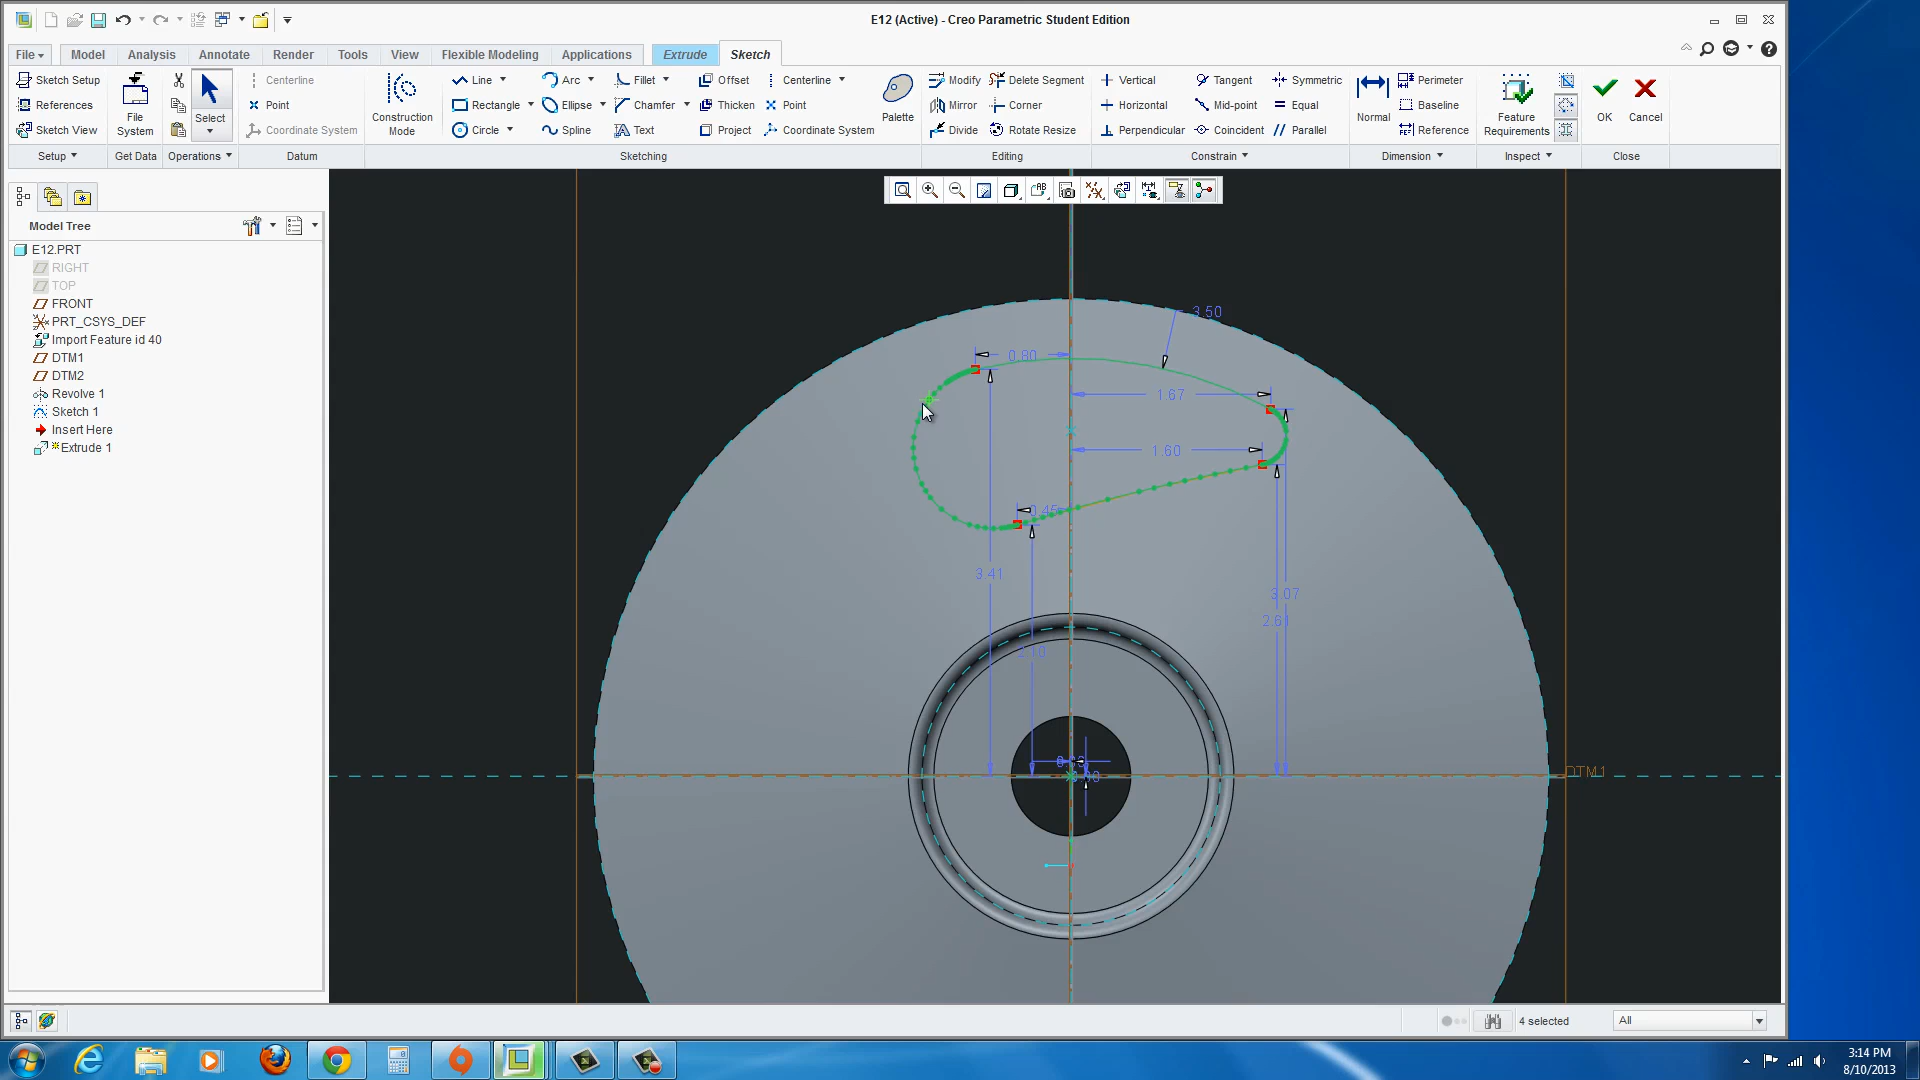 E12 (Active) - Creo Parametric Student Edition
File Model Analysis Annotate Render Tools View Flexible Modeling Applications Extrude Sketch
Sketch Setup
References
Sketch View
File System
Select
Centerline
Point
Coordinate System
Construction Mode
Line Arc Fillet Offset Centerline
Rectangle Ellipse Chamfer Thicken Point
Circle Spline Text Project Coordinate System
Palette
Modify Delete Segment
Mirror Corner
Divide Rotate Resize
Vertical Tangent Symmetric
Horizontal Mid-point Equal
Perpendicular Coincident Parallel
Normal
Perimeter
Baseline
Reference
Feature Requirements
OK
Cancel
Setup Get Data Operations Datum Sketching Editing Constrain Dimension Inspect Close
Model Tree
E12.PRT
RIGHT
TOP
FRONT
PRT_CSYS_DEF
Import Feature id 40
DTM1
DTM2
Revolve 1
Sketch 1
Insert Here
Extrude 1
3.50
0.80
1.67
1.60
0.45
3.41
3.07
2.61
2.10
DTM1
4 selected
All
3:14 PM
8/10/2013